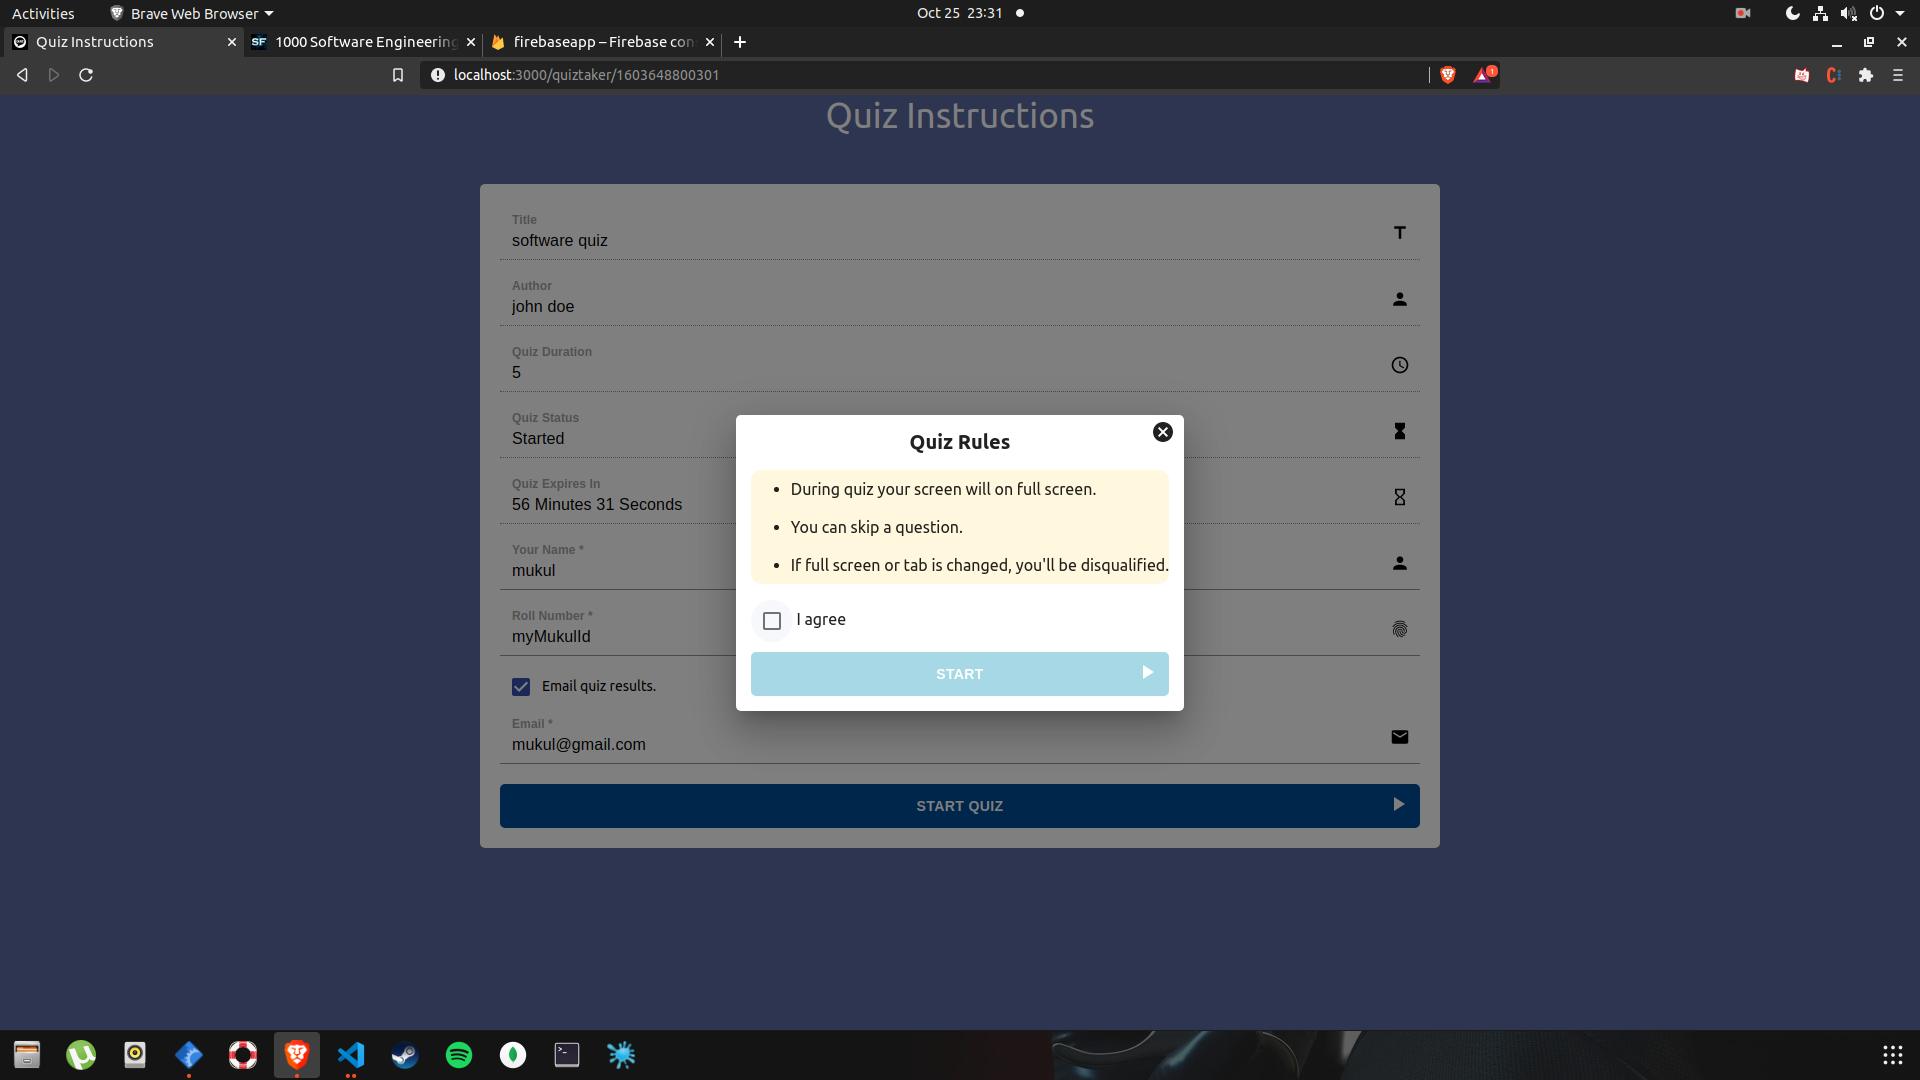 Activities
Brave Web Browser
Oct 25 23:31
Quiz Instructions
1000 Software Engineering
firebaseapp – Firebase con
localhost:3000/quiztaker/1603648800301
1
Quiz Instructions
Title
software quiz
T
Author
john doe
Quiz Duration
5
Quiz Status
Started
Quiz Expires In
56 Minutes 31 Seconds
Your Name *
mukul
Roll Number *
myMukulId
Email quiz results.
Email *
mukul@gmail.com
START QUIZ
Quiz Rules
• During quiz your screen will on full screen.
• You can skip a question.
• If full screen or tab is changed, you'll be disqualified.
I agree
START